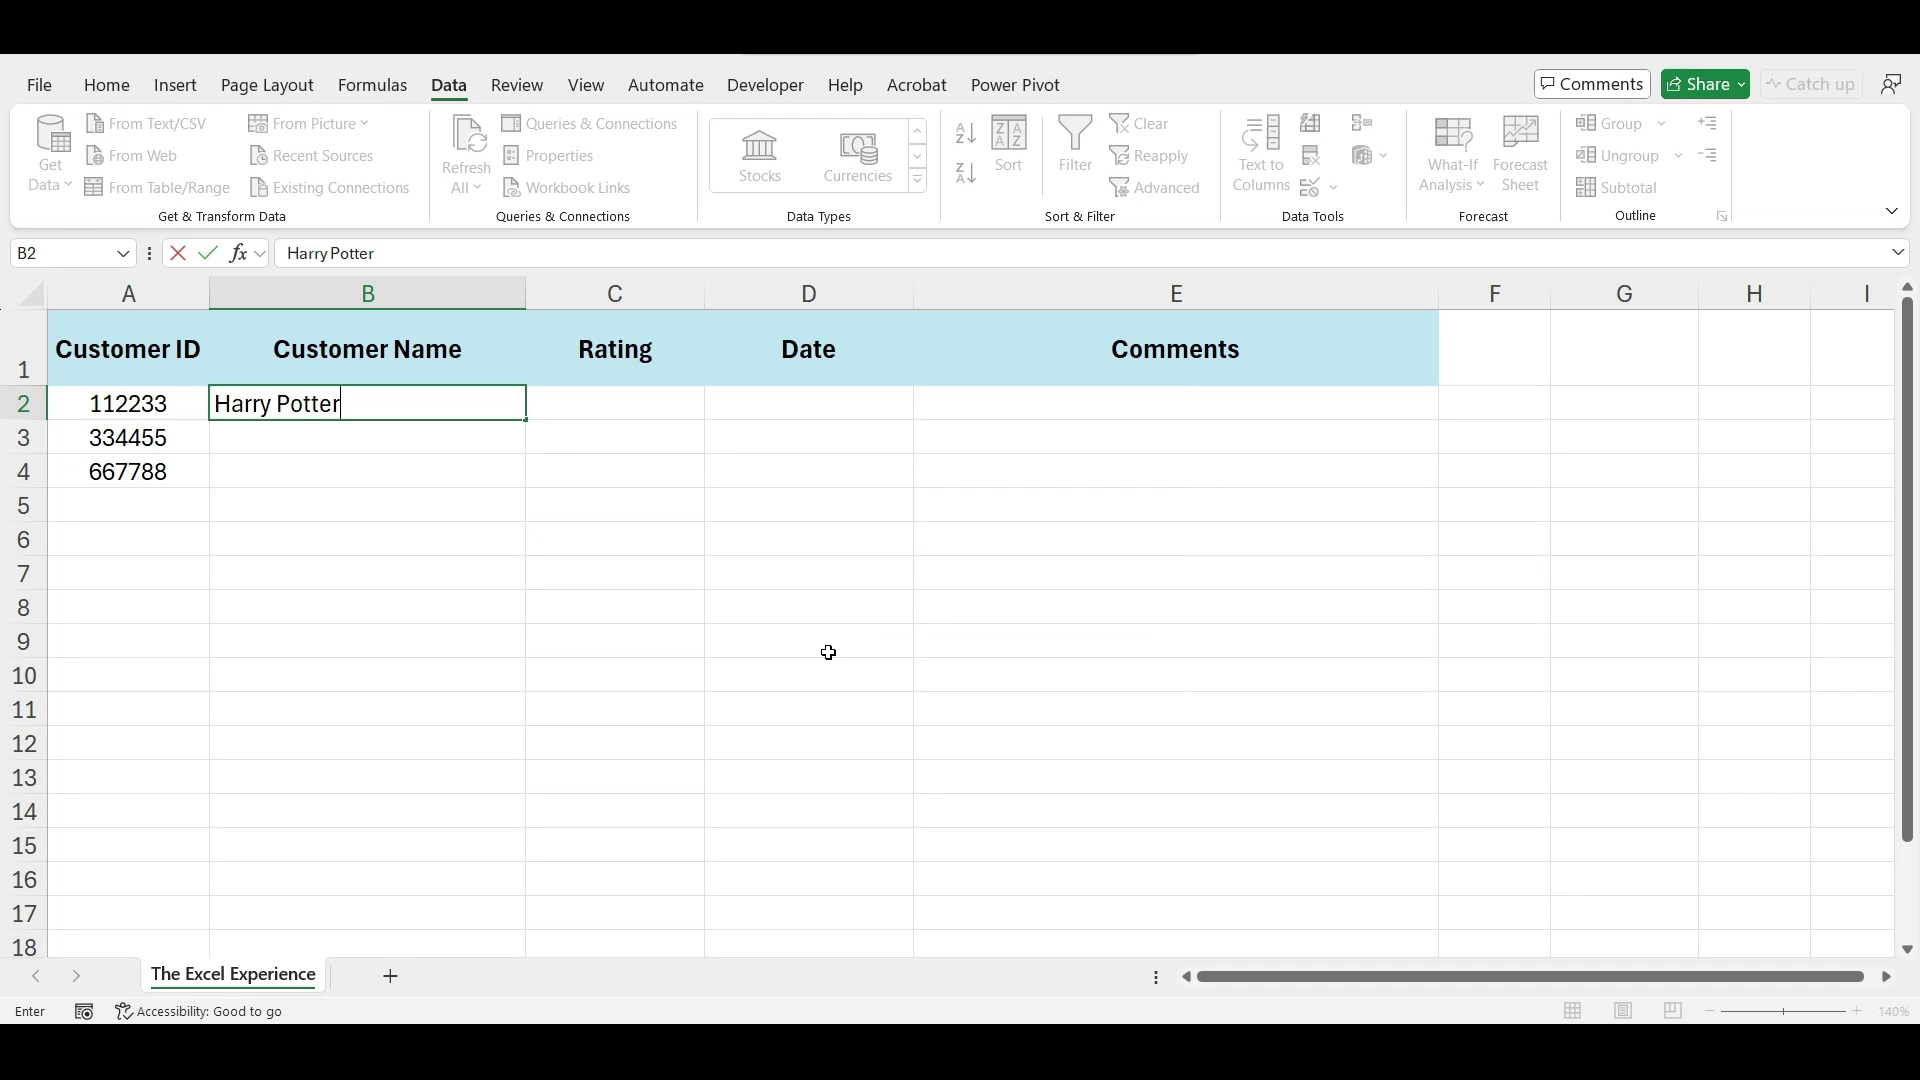 File Home Insert Page Layout Formulas Data Review View Automate Developer Help Acrobat Power Pivot Comments Share Catch up
Get Data
From Text/CSV
From Web
From Table/Range
From Picture
Recent Sources
Existing Connections
Get & Transform Data
Refresh All
Queries & Connections
Properties
Workbook Links
Queries & Connections
Stocks
Currencies
Data Types
Sort
Filter
Clear
Reapply
Advanced
Sort & Filter
Text to Columns
Data Tools
What-If Analysis
Forecast Sheet
Forecast
Group
Ungroup
Subtotal
Outline
B2 fx Harry Potter
A B C D E F G H I
1 Customer ID Customer Name Rating Date Comments
2 112233 Harry Potter
3 334455
4 667788
5
6
7
8
9
10
11
12
13
14
15
16
17
18
The Excel Experience
Enter Accessibility: Good to go 140%